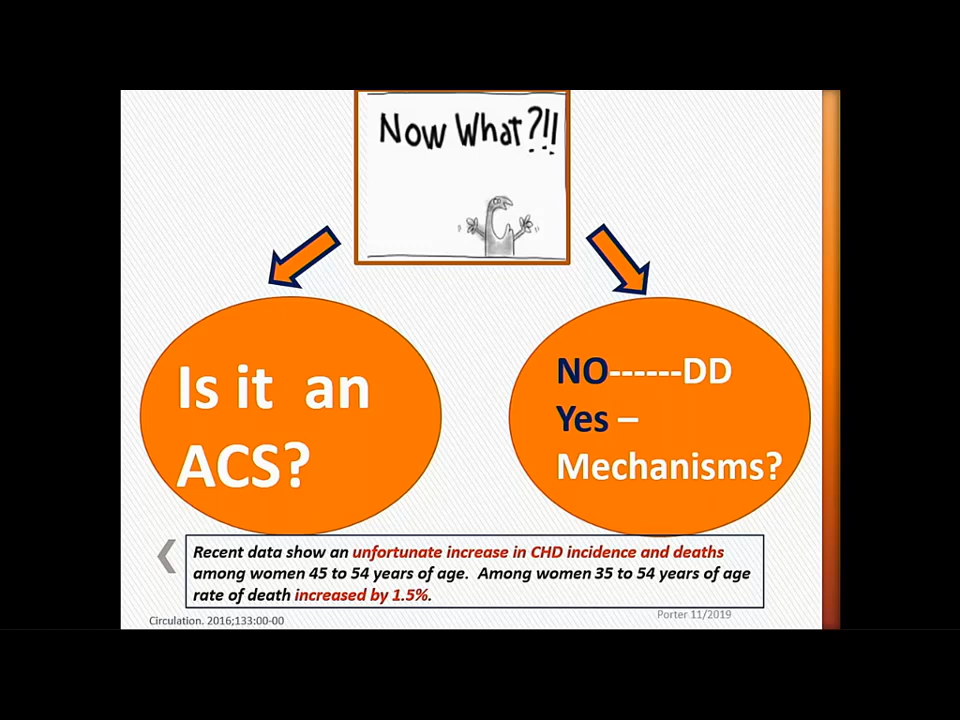 Now What?!!
Is it an
ACS?
NO------DD
Yes –
Mechanisms?
Recent data show an unfortunate increase in CHD incidence and deaths
among women 45 to 54 years of age. Among women 35 to 54 years of age
rate of death increased by 1.5%.
Porter 11/2019
Circulation. 2016;133:00-00